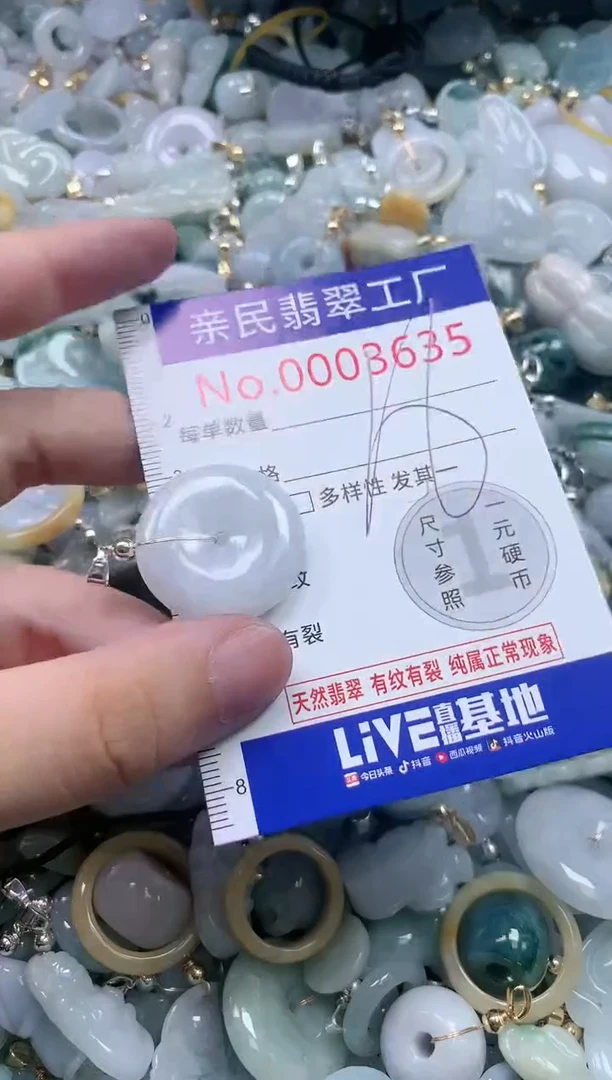 亲民翡翠工厂
No.0003635
每单数量
格
多样性 发其一
纹
有裂
尺寸参照
1
一元硬币
天然翡翠 有纹有裂 纯属正常现象
LiVE直播基地
今日头条 抖音 西瓜视频 抖音火山版
0
2
8